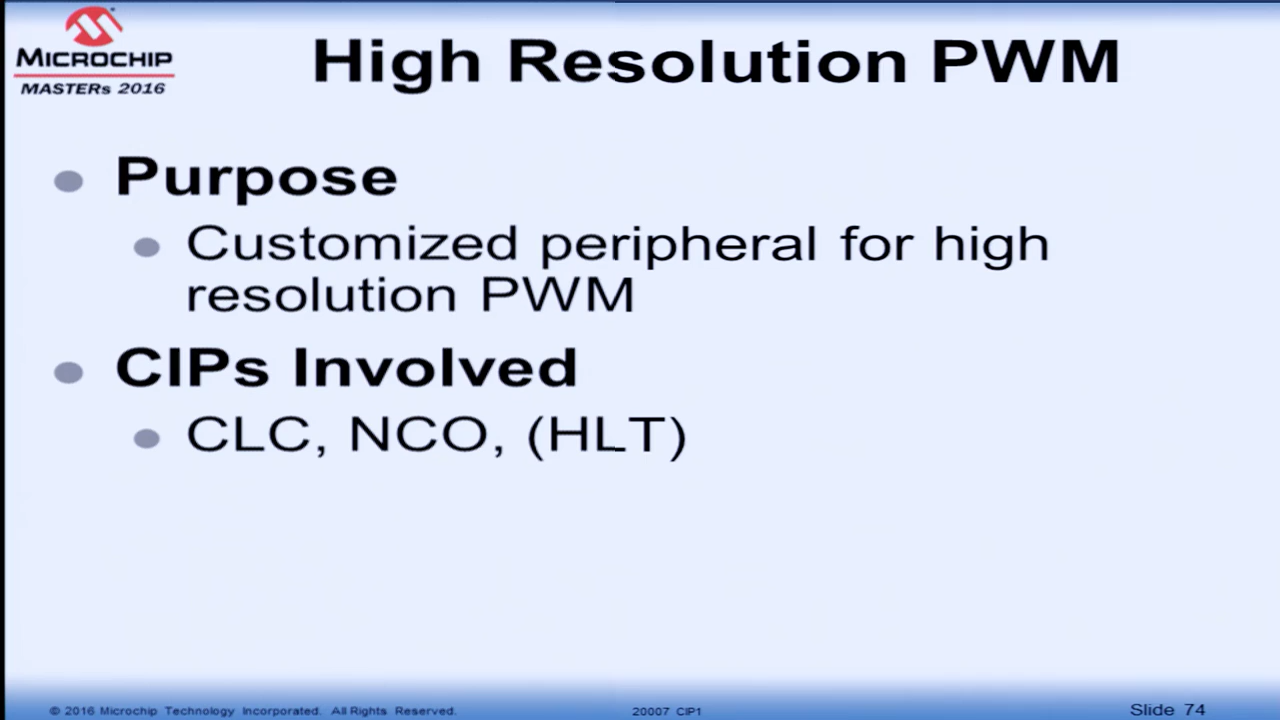 MICROCHIP
MASTERs 2016
High Resolution PWM
Purpose
Customized peripheral for high
resolution PWM
CIPs Involved
CLC, NCO, (HLT)
© 2016 Microchip Technology Incorporated. All Rights Reserved.
20007 CIP1
Slide 74